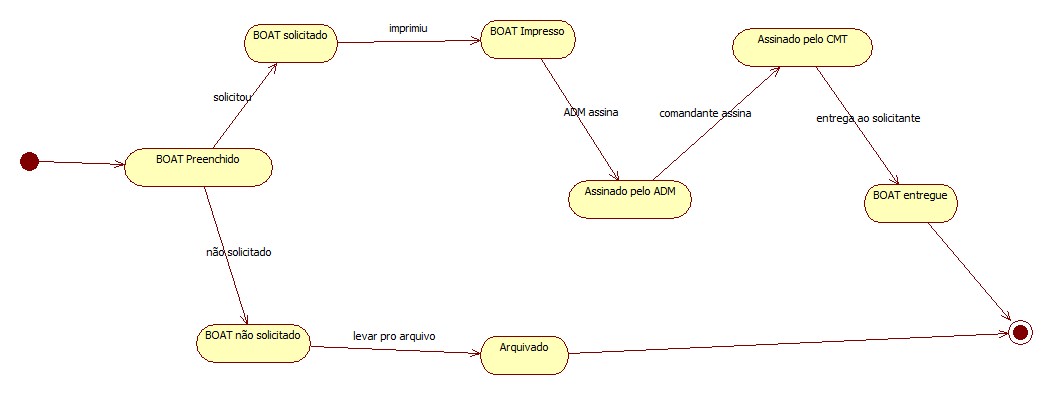 BOAT solicitado
imprimiu
BOAT Impresso
Assinado pelo CMT
solicitou
ADM assina
comandante assina
entrega ao solicitante
BOAT Preenchido
Assinado pelo ADM
BOAT entregue
não solicitado
BOAT não solicitado
levar pro arquivo
Arquivado